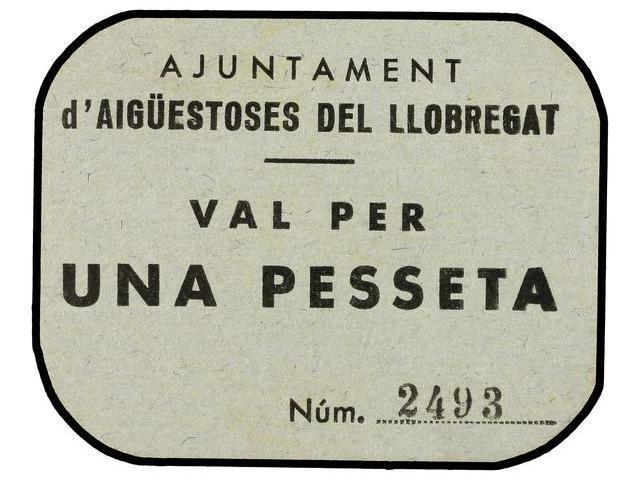 AJUNTAMENT
d'AIGÜESTOSES DEL LLOBREGAT
VAL PER
UNA PESSETA
Núm. 2493